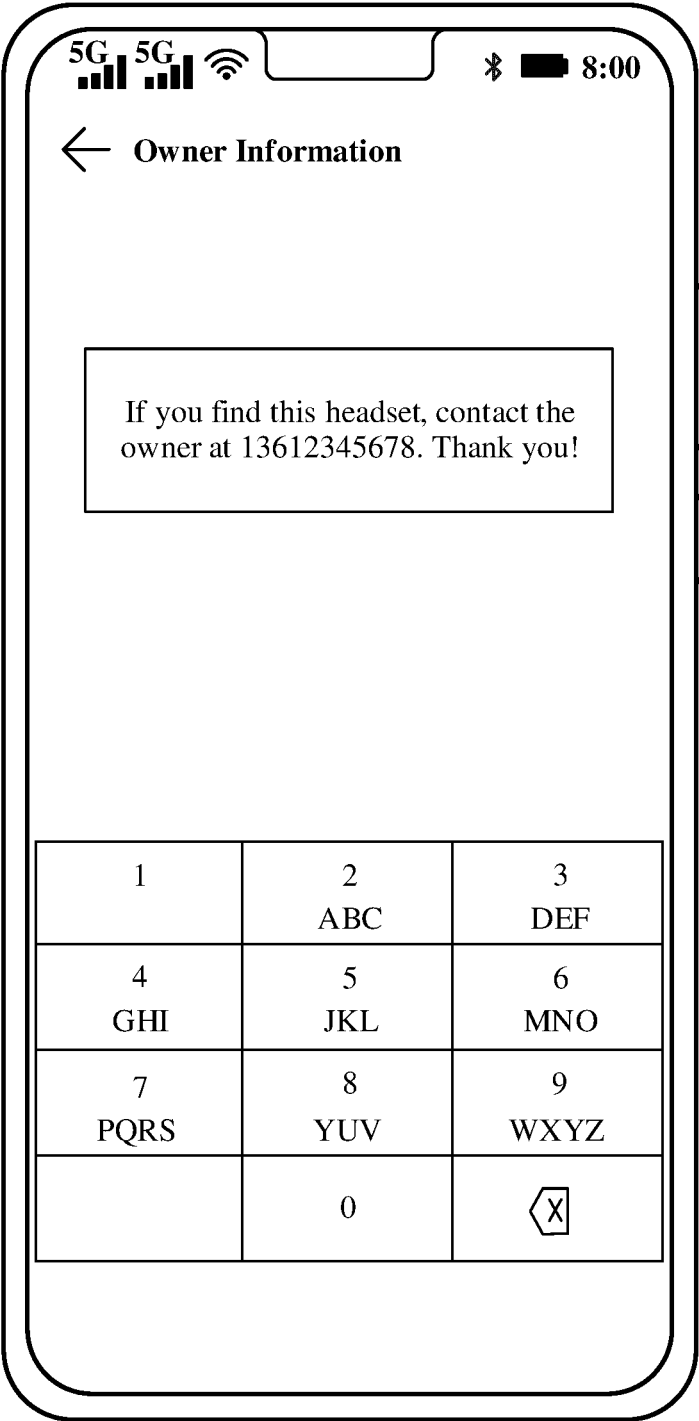 5G 5G 8:00
Owner Information
If you find this headset, contact the
owner at 13612345678. Thank you!
1 2 3
ABC DEF
4 5 6
GHI JKL MNO
7 8 9
PQRS YUV WXYZ
0 X